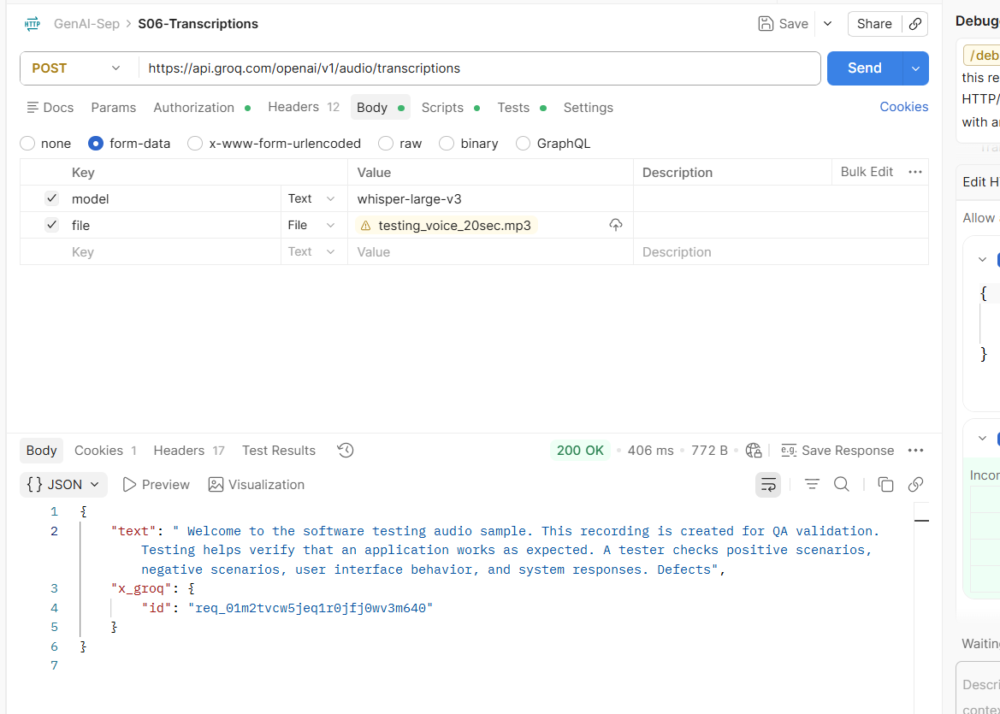 HTTP GenAI-Sep > S06-Transcriptions Save Share
POST https://api.groq.com/openai/v1/audio/transcriptions Send
Docs Params Authorization Headers 12 Body Scripts Tests Settings Cookies
none form-data x-www-form-urlencoded raw binary GraphQL
Key Value Description Bulk Edit ...
model Text whisper-large-v3
file File testing_voice_20sec.mp3
Key Text Value Description
Body Cookies 1 Headers 17 Test Results 200 OK • 406 ms • 772 B • e.g. Save Response ...
{} JSON Preview Visualization
1 {
2 "text": " Welcome to the software testing audio sample. This recording is created for QA validation.
Testing helps verify that an application works as expected. A tester checks positive scenarios,
negative scenarios, user interface behavior, and system responses. Defects",
3 "x_groq": {
4 "id": "req_01m2tvcw5jeq1r0jfj0wv3m640"
5 }
6 }
7
Debug
/deb
this re
HTTP/
with a
Edit H
Allow
{
}
Incor
Waiting
Descri
contex